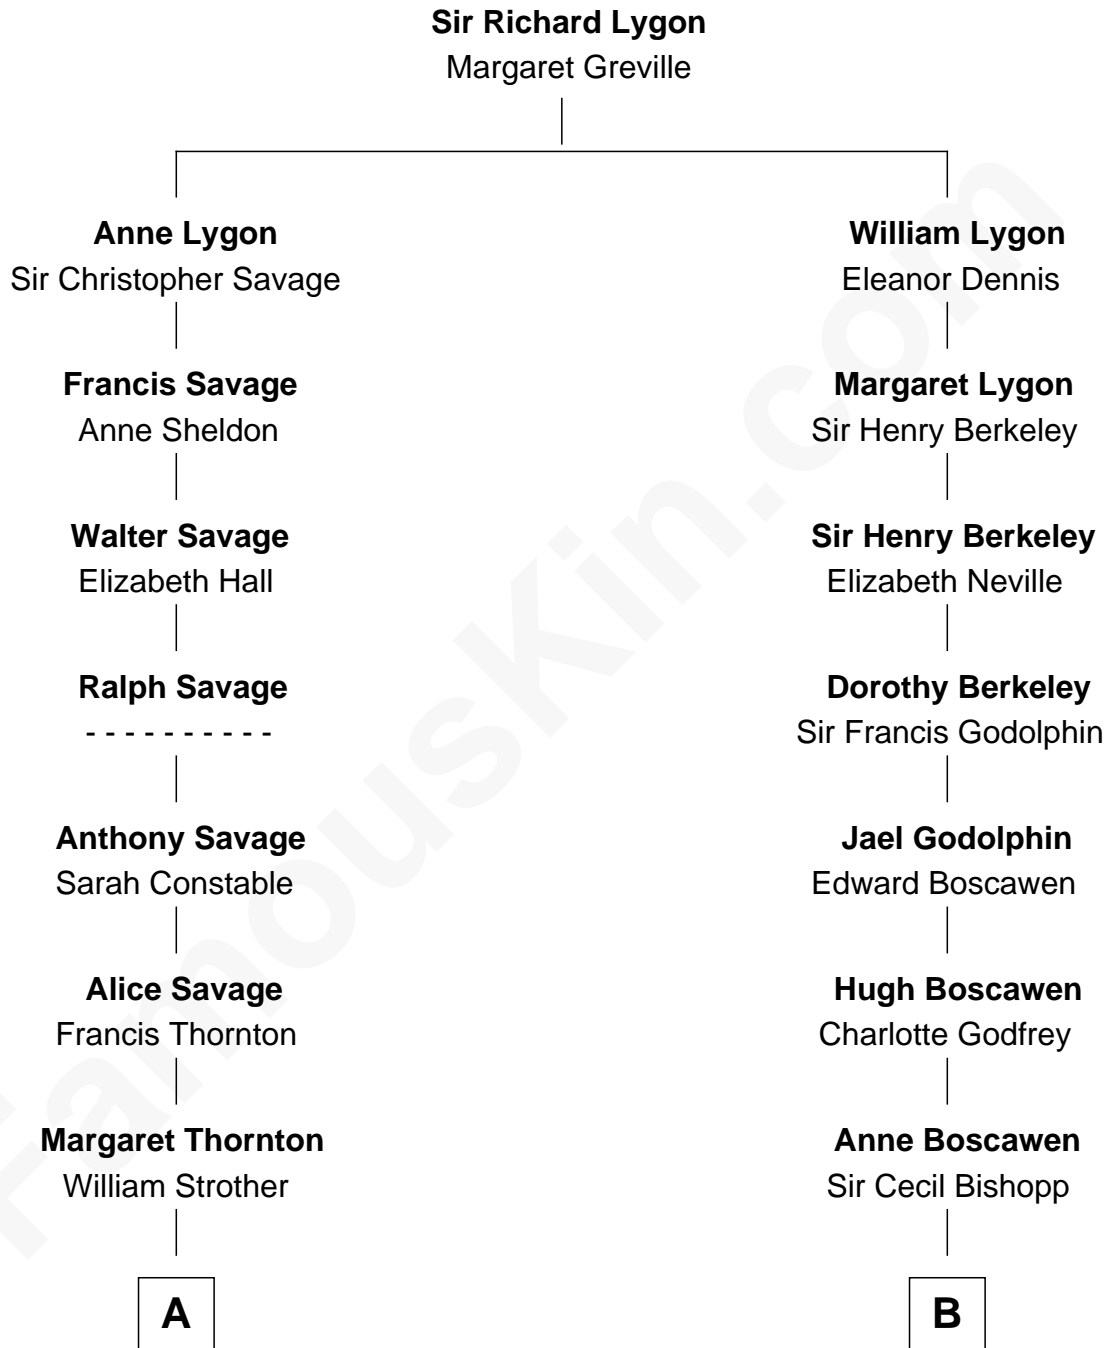 Sir Richard Lygon
Margaret Greville
Anne Lygon
Sir Christopher Savage
William Lygon
Eleanor Dennis
Francis Savage
Anne Sheldon
Margaret Lygon
Sir Henry Berkeley
Walter Savage
Elizabeth Hall
Sir Henry Berkeley
Elizabeth Neville
Ralph Savage
- - - - - - - - - -
Dorothy Berkeley
Sir Francis Godolphin
Anthony Savage
Sarah Constable
Jael Godolphin
Edward Boscawen
Alice Savage
Francis Thornton
Hugh Boscawen
Charlotte Godfrey
Margaret Thornton
William Strother
Anne Boscawen
Sir Cecil Bishopp
A
B
FamousKin.com